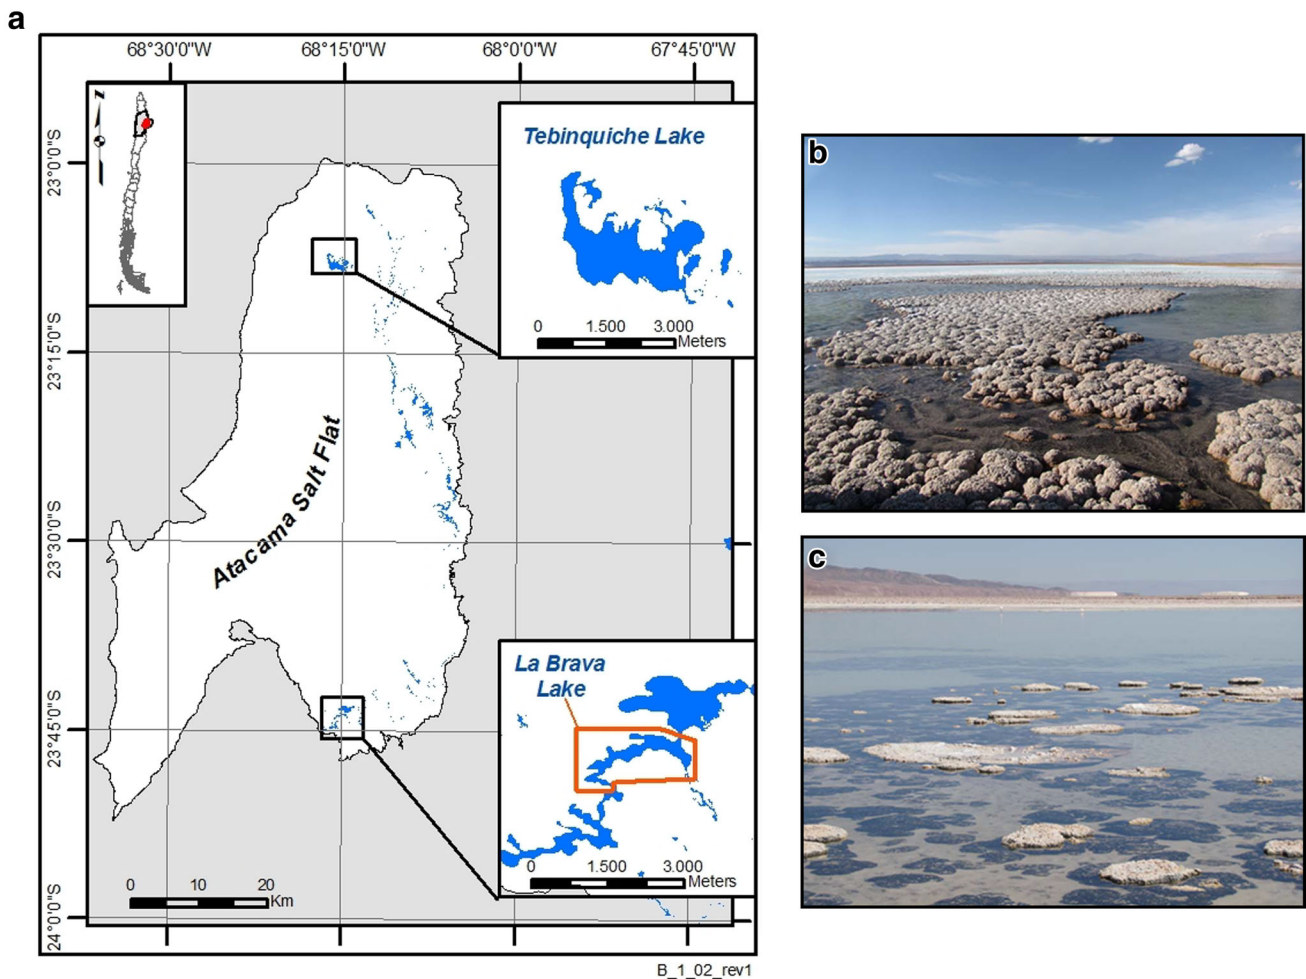 a
68°30'0"W 68°15'0"W 68°0'0"W 67°45'0"W
N
23°0'0"S
23°15'0"S
23°30'0"S
23°45'0"S
24°0'0"S
Tebinquiche Lake
0 1.500 3.000
Meters
Atacama Salt Flat
La Brava
Lake
0 1.500 3.000
Meters
0 10 20
Km
B_1_02_rev1
b
c